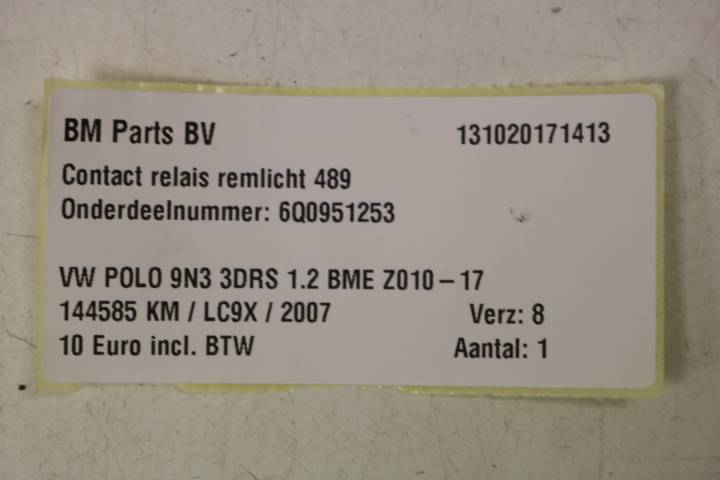 BM Parts BV 131020171413
Contact relais remlicht 489
Onderdeelnummer: 6Q0951253
VW POLO 9N3 3DRS 1.2 BME Z010-17
144585 KM / LC9X / 2007 Verz: 8
10 Euro incl. BTW Aantal: 1